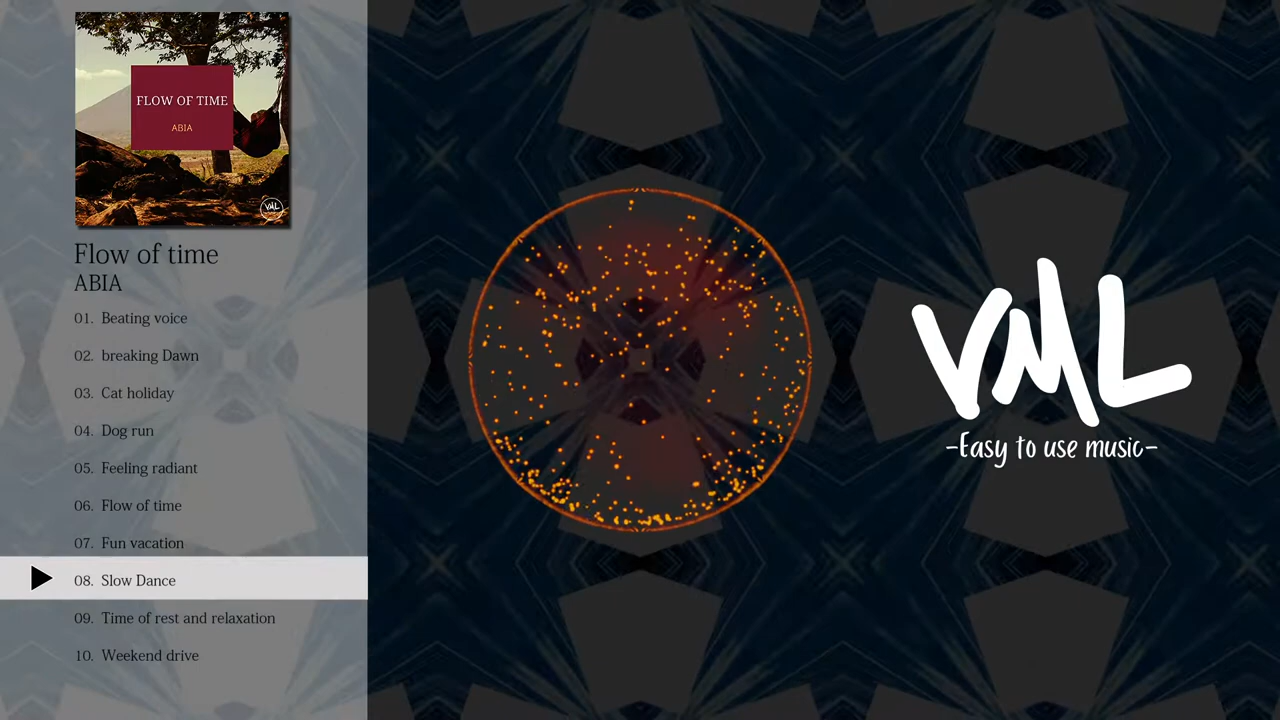 FLOW OF TIME
ABIA
VML
Flow of time
ABIA
01. Beating voice
02. breaking Dawn
03. Cat holiday
04. Dog run
05. Feeling radiant
06. Flow of time
07. Fun vacation
08. Slow Dance
09. Time of rest and relaxation
10. Weekend drive
VML
-Easy to use music-